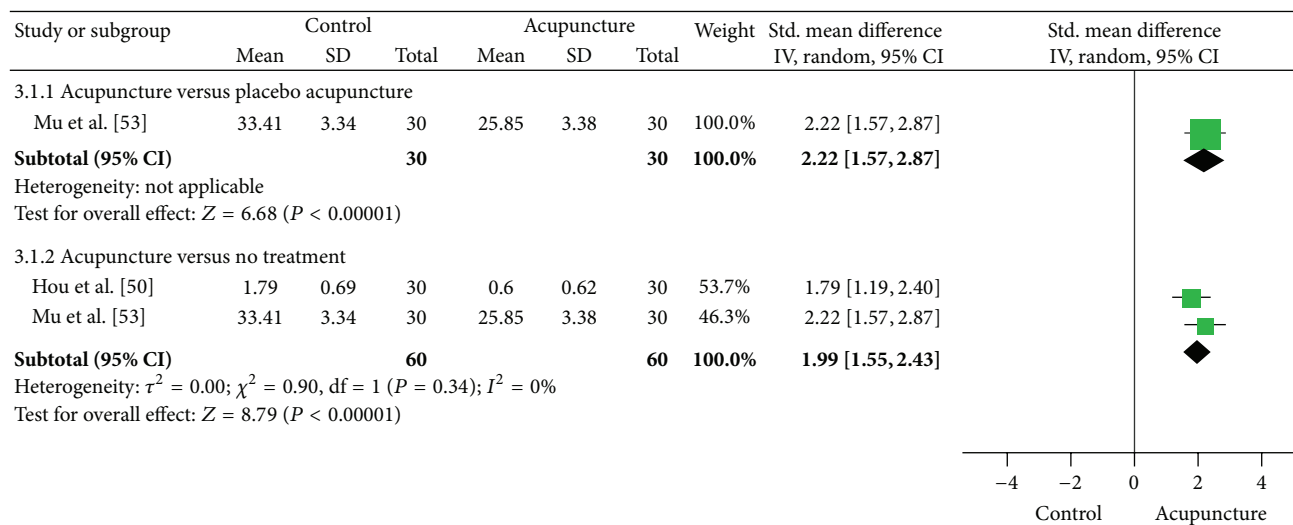 Study or subgroup Control Acupuncture Weight Std. mean difference Std. mean difference
Mean SD Total Mean SD Total IV, random, 95% CI IV, random, 95% CI
3.1.1 Acupuncture versus placebo acupuncture
Mu et al. [53] 33.41 3.34 30 25.85 3.38 30 100.0% 2.22 [1.57, 2.87]
Subtotal (95% CI) 30 30 100.0% 2.22 [1.57, 2.87]
Heterogeneity: not applicable
Test for overall effect: Z = 6.68 (P < 0.00001)
3.1.2 Acupuncture versus no treatment
Hou et al. [50] 1.79 0.69 30 0.6 0.62 30 53.7% 1.79 [1.19, 2.40]
Mu et al. [53] 33.41 3.34 30 25.85 3.38 30 46.3% 2.22 [1.57, 2.87]
Subtotal (95% CI) 60 60 100.0% 1.99 [1.55, 2.43]
Heterogeneity: τ² = 0.00; χ² = 0.90, df = 1 (P = 0.34); I² = 0%
Test for overall effect: Z = 8.79 (P < 0.00001)
−4 −2 0 2 4
Control Acupuncture